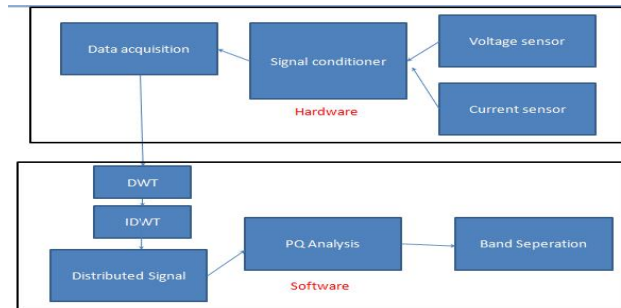 Data acquisition
Signal conditioner
Voltage sensor
Current sensor
Hardware
DWT
IDWT
Distributed Signal
PQ Analysis
Band Seperation
Software